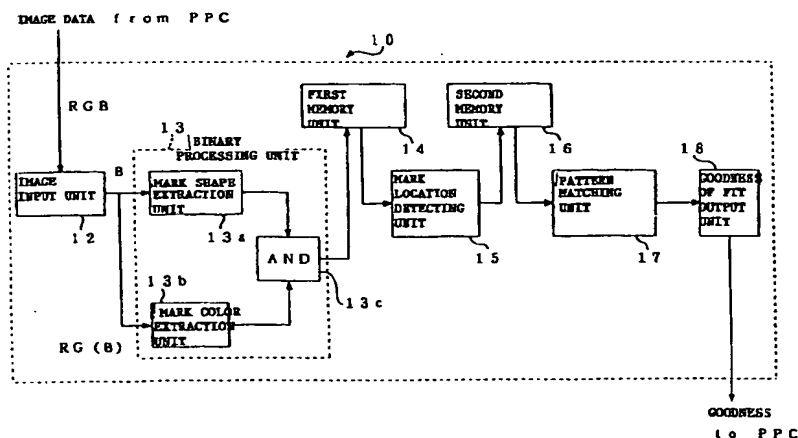 IMAGE DATA from PPC
10
RGB
FIRST
MEMORY
UNIT
14
SECOND
MEMORY
UNIT
16
13
BINARY
PROCESSING UNIT
IMAGE
INPUT UNIT
12
B
MARK SHAPE
EXTRACTION
UNIT
13a
MARK
LOCATION
DETECTING
UNIT
15
PATTERN
MATCHING
UNIT
17
18
GOODNESS
OF FIT
OUTPUT
UNIT
AND
13c
13b
MARK COLOR
EXTRACTION
UNIT
RG (B)
GOODNESS
to PPC